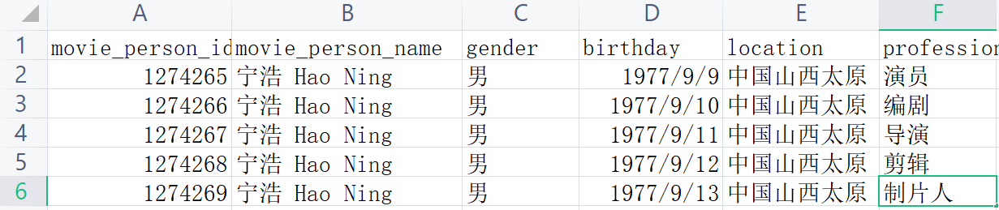 A B C D E F
1 movie_person_id movie_person_name gender birthday location profession
2 1274265 宁浩 Hao Ning 男 1977/9/9 中国山西太原 演员
3 1274266 宁浩 Hao Ning 男 1977/9/10 中国山西太原 编剧
4 1274267 宁浩 Hao Ning 男 1977/9/11 中国山西太原 导演
5 1274268 宁浩 Hao Ning 男 1977/9/12 中国山西太原 剪辑
6 1274269 宁浩 Hao Ning 男 1977/9/13 中国山西太原 制片人